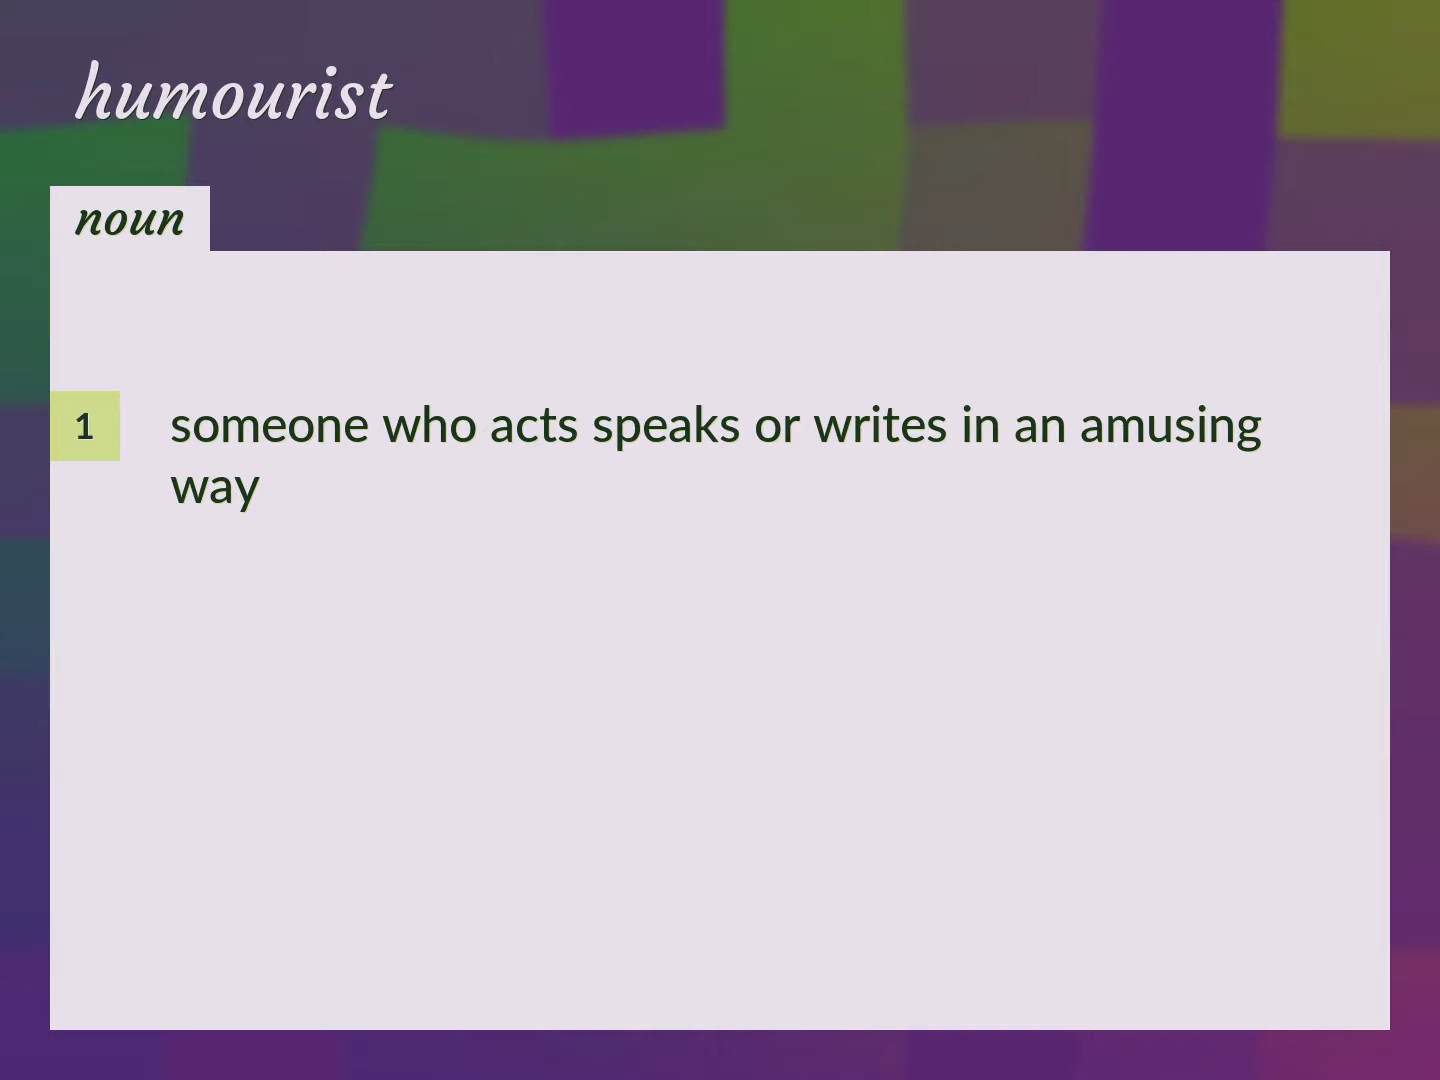 humourist
noun
1 someone who acts speaks or writes in an amusing
way